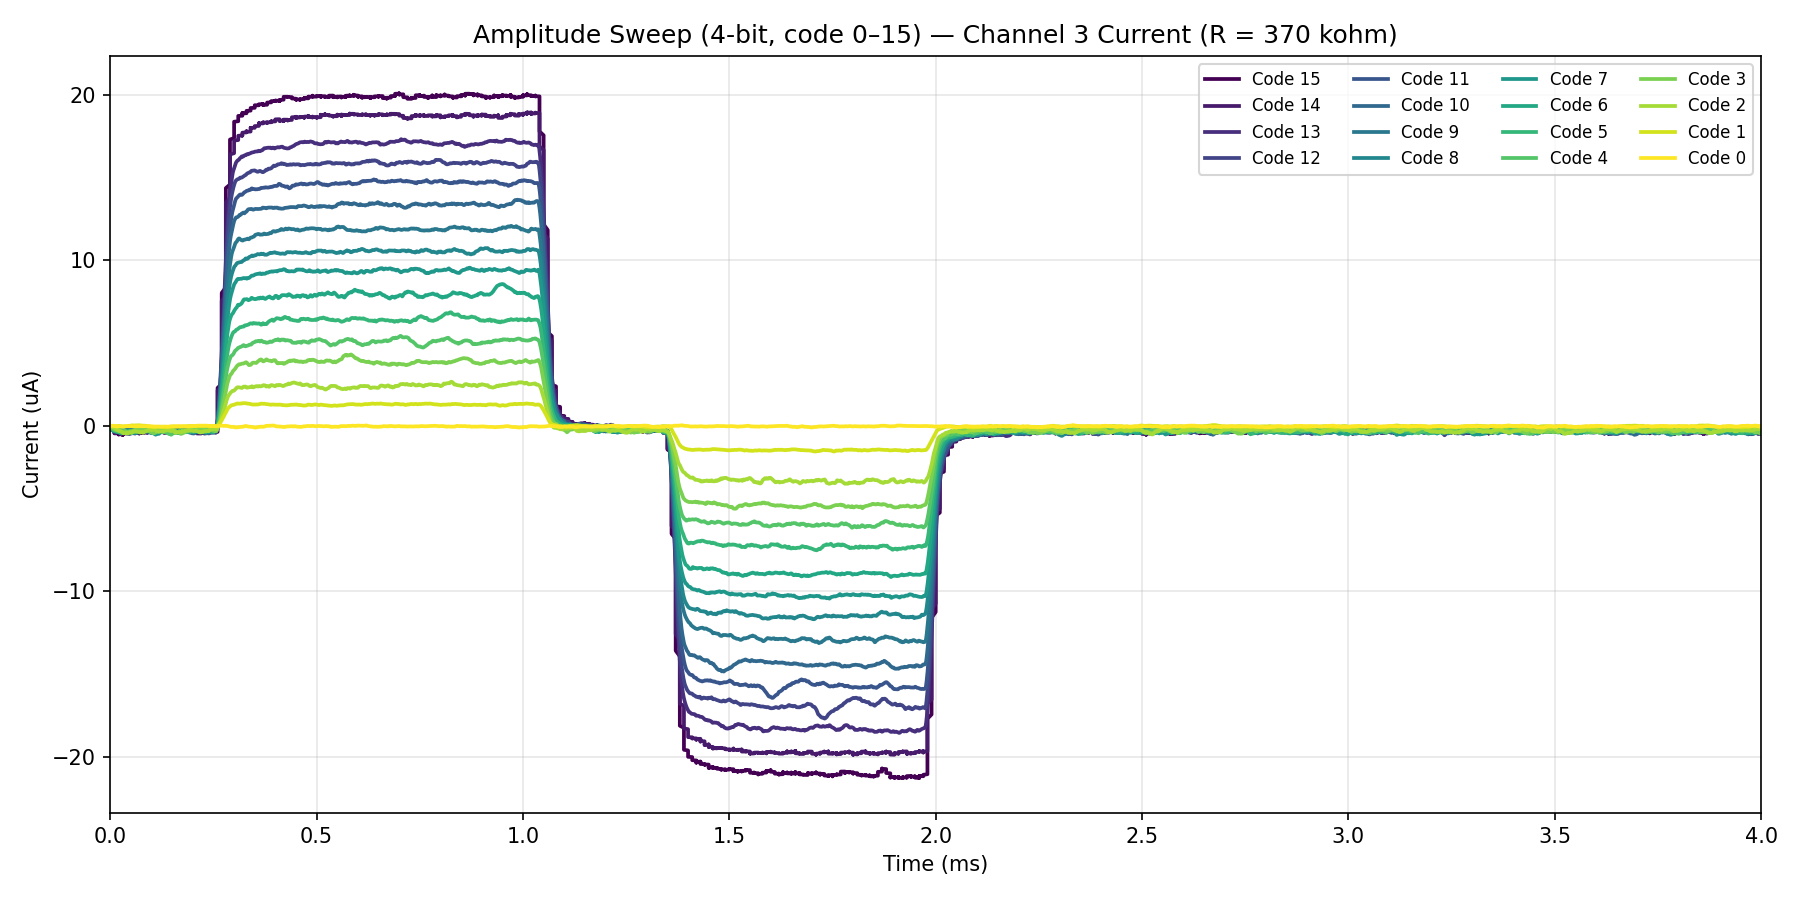 Amplitude Sweep (4-bit, code 0–15) — Channel 3 Current (R = 370 kohm)
Code 15 Code 11 Code 7 Code 3
Code 14 Code 10 Code 6 Code 2
Code 13 Code 9 Code 5 Code 1
Code 12 Code 8 Code 4 Code 0
Current (uA)
20
10
0
−10
−20
0.0 0.5 1.0 1.5 2.0 2.5 3.0 3.5 4.0
Time (ms)